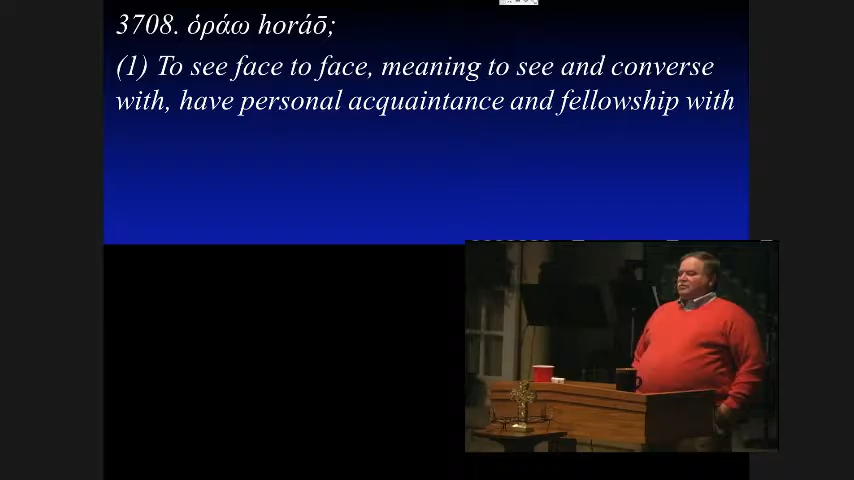 3708. ὁράω horáō;
(1) To see face to face, meaning to see and converse
with, have personal acquaintance and fellowship with